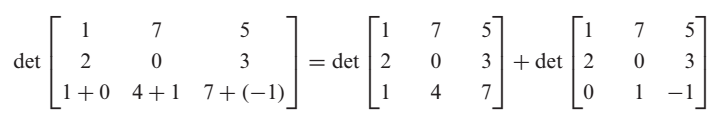 det [1 7 5; 2 0 3; 1+0 4+1 7+(−1)] = det [1 7 5; 2 0 3; 1 4 7] + det [1 7 5; 2 0 3; 0 1 −1]